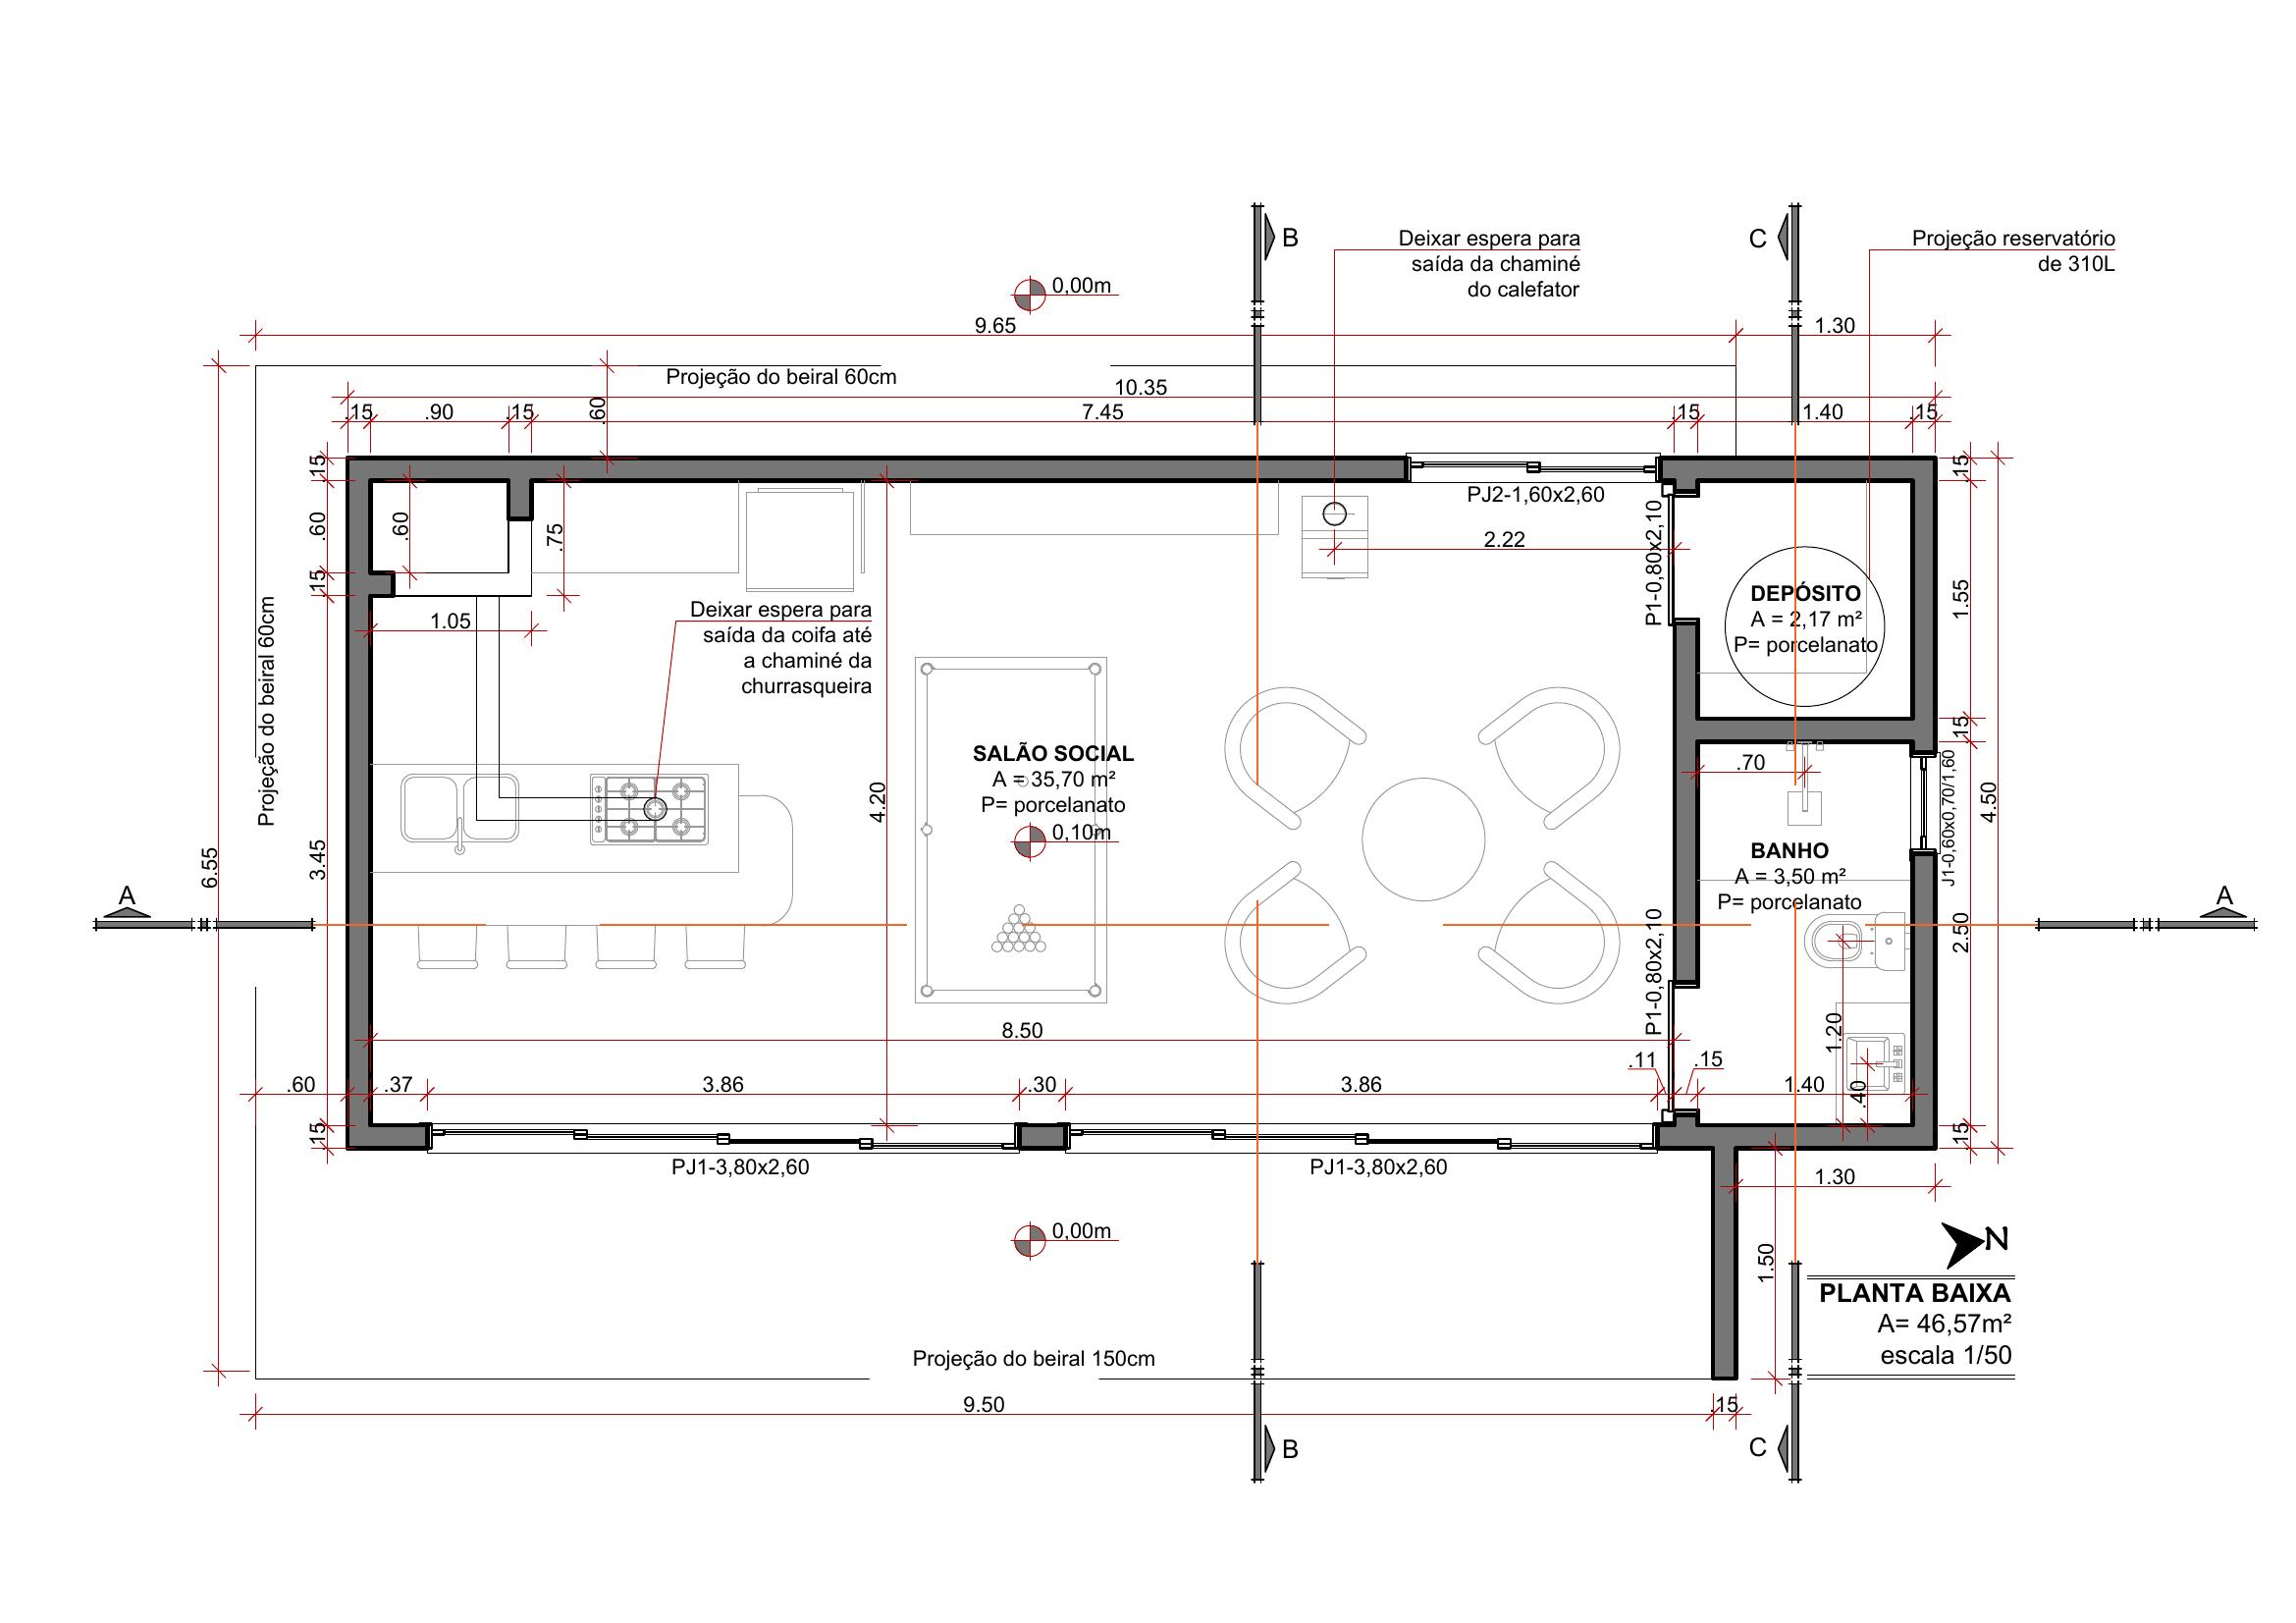 B
Deixar espera para
saída da chaminé
do calefator
C
Projeção reservatório
de 310L
0,00m
9.65
1.30
Projeção do beiral 60cm
10.35
.15
.90
.15
.60
7.45
.15
1.40
.15
.15
.60
.15
3.45
.15
6.55
Projeção do beiral 60cm
.60
.75
1.05
Deixar espera para
saída da coifa até
a chaminé da
churrasqueira
4.20
PJ2-1,60x2,60
2.22
P1-0,80x2,10
DEPÓSITO
A = 2,17 m²
P= porcelanato
.15
1.55
.15
4.50
2.50
.15
SALÃO SOCIAL
A = 35,70 m²
P= porcelanato
0,10m
.70
J1-0,60x0,70/1,60
BANHO
A = 3,50 m²
P= porcelanato
A
A
P1-0,80x2,10
8.50
1.20
.40
.60
.37
3.86
.30
3.86
.11
.15
1.40
PJ1-3,80x2,60
PJ1-3,80x2,60
1.30
0,00m
1.50
N
PLANTA BAIXA
A= 46,57m²
escala 1/50
Projeção do beiral 150cm
9.50
.15
B
C